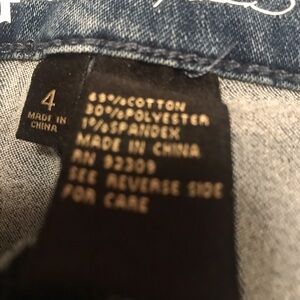 4
MADE IN
CHINA
69%COTTON
30%POLYESTER
1%SPANDEX
MADE IN CHINA
RN 92309
SEE REVERSE SIDE
FOR CARE